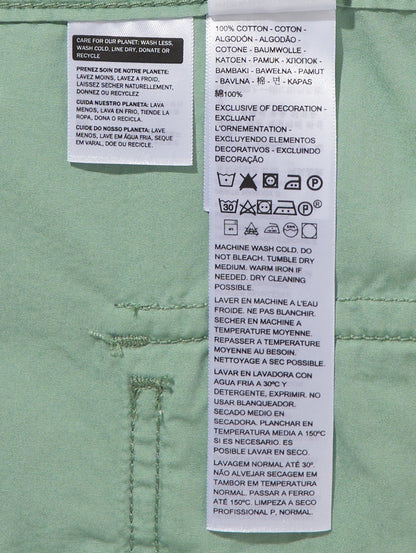 CARE FOR OUR PLANET: WASH LESS,
WASH COLD, LINE DRY, DONATE OR
RECYCLE
PRENEZ SOIN DE NOTRE PLANETE:
LAVEZ MOINS, LAVEZ A FROID,
LAISSEZ SECHER NATURELLEMENT,
DONNEZ OU RECYCLEZ
CUIDA NUESTRO PLANETA: LAVA
MENOS, LAVA EN FRIO, TIENDE LA
ROPA, DONA O RECICLA.
CUIDE DO NOSSO PLANETA: LAVE
MENOS, LAVE EM ÁGUA FRIA, SEQUE
EM VARAL, DOE OU RECICLE.
100% COTTON - COTON -
ALGODÓN - ALGODÃO -
COTONE - BAUMWOLLE -
KATOEN - PAMUK - ХЛОПОК -
BAMBAKI - BAWEŁNA - PAMUT
- BAVLNA - 棉 - 면 - KAPAS
綿100%
EXCLUSIVE OF DECORATION -
EXCLUANT
L'ORNEMENTATION -
EXCLUYENDO ELEMENTOS
DECORATIVOS - EXCLUINDO
DECORAÇÃO
P
30 P®
MACHINE WASH COLD. DO
NOT BLEACH. TUMBLE DRY
MEDIUM. WARM IRON IF
NEEDED. DRY CLEANING
POSSIBLE.
LAVER EN MACHINE A L'EAU
FROIDE. NE PAS BLANCHIR.
SECHER EN MACHINE A
TEMPERATURE MOYENNE.
REPASSER A TEMPERATURE
MOYENNE AU BESOIN.
NETTOYAGE A SEC POSSIBLE.
LAVAR EN LAVADORA CON
AGUA FRIA A 30ºC Y
DETERGENTE, EXPRIMIR. NO
USAR BLANQUEADOR.
SECADO MEDIO EN
SECADORA. PLANCHAR EN
TEMPERATURA MEDIA A 150ºC
SI ES NECESARIO. ES
POSIBLE LAVAR EN SECO.
LAVAGEM NORMAL ATÉ 30º.
NÃO ALVEJAR SECAGEM EM
TAMBOR EM TEMPERATURA
NORMAL. PASSAR A FERRO
ATÉ 150ºC. LIMPEZA A SECO
PROFISSIONAL P, NORMAL.